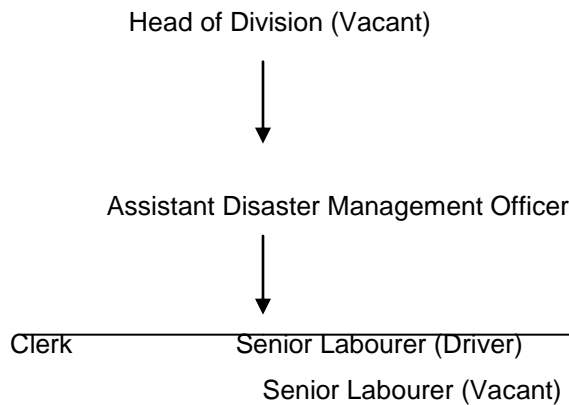 Head of Division (Vacant)
Assistant Disaster Management Officer
Clerk Senior Labourer (Driver)
Senior Labourer (Vacant)